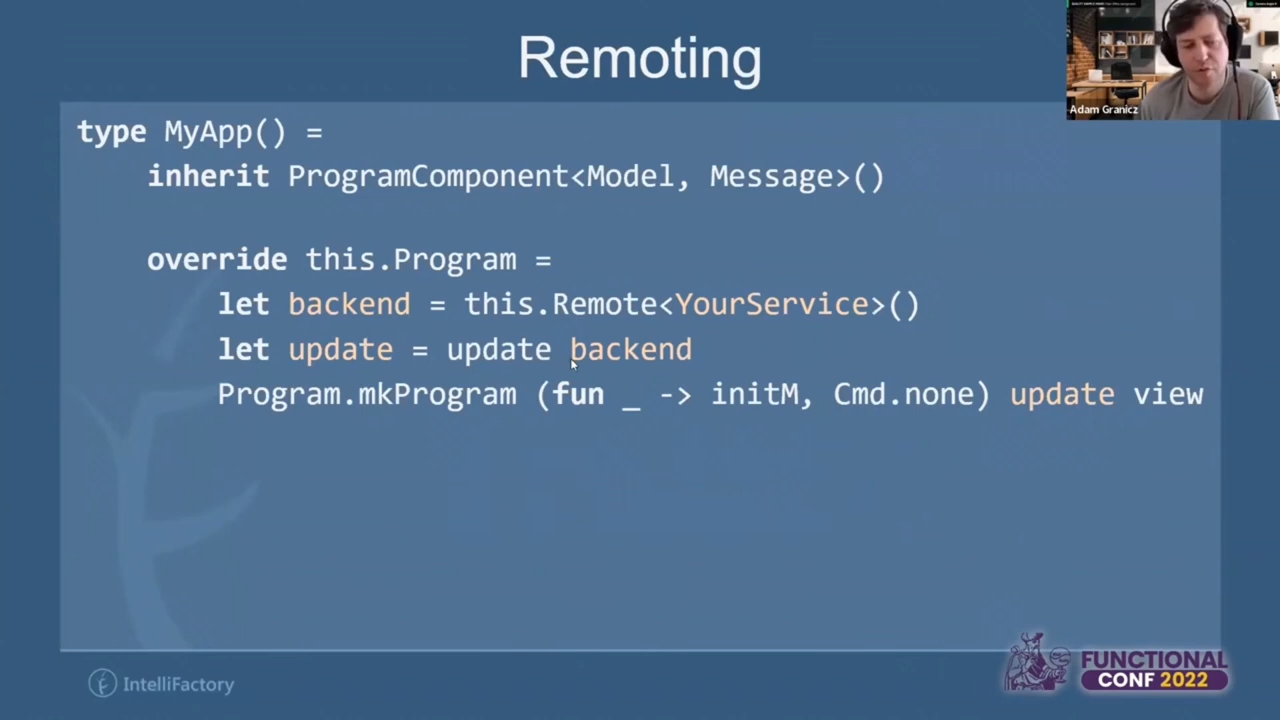 Remoting
Adam Granicz
type MyApp() =
inherit ProgramComponent<Model, Message>()
override this.Program =
let backend = this.Remote<YourService>()
let update = update backend
Program.mkProgram (fun _ -> initM, Cmd.none) update view
IntelliFactory
FUNCTIONAL
CONF 2022